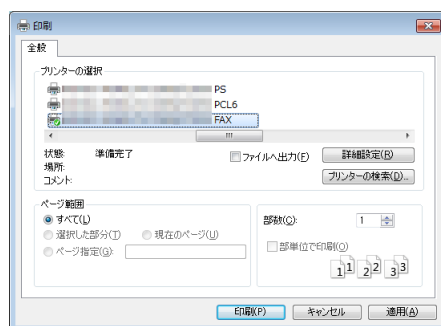 印刷
全般
プリンターの選択
PS
PCL6
FAX
状態: 準備完了
場所:
コメント:
ファイルへ出力(F)
詳細設定(R)
プリンターの検索(D)...
ページ範囲
すべて(L)
選択した部分(T) 現在のページ(U)
ページ指定(G):
部数(C): 1
部単位で印刷(O)
11 22 33
印刷(P) キャンセル 適用(A)